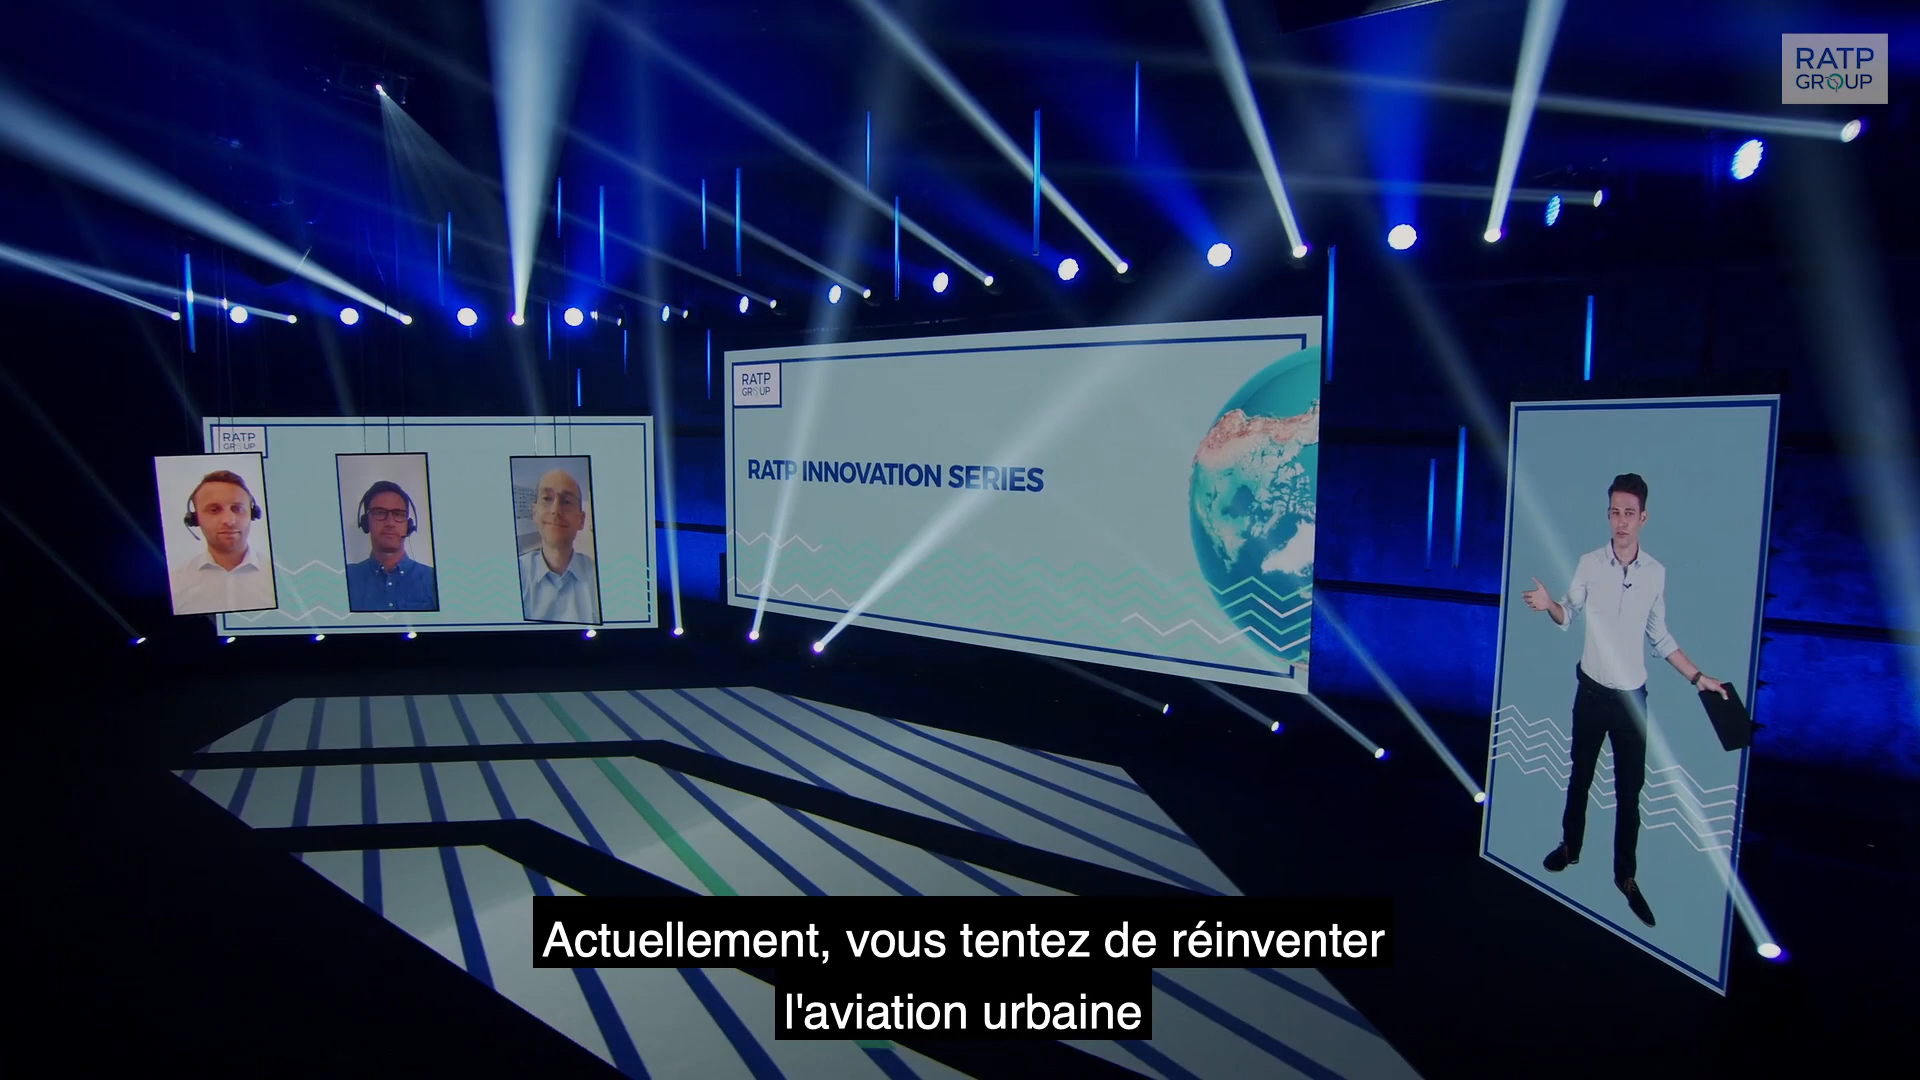 RATP
GROUP
RATP
GROUP
RATP INNOVATION SERIES
RATP
GROUP
Actuellement, vous tentez de réinventer
l'aviation urbaine